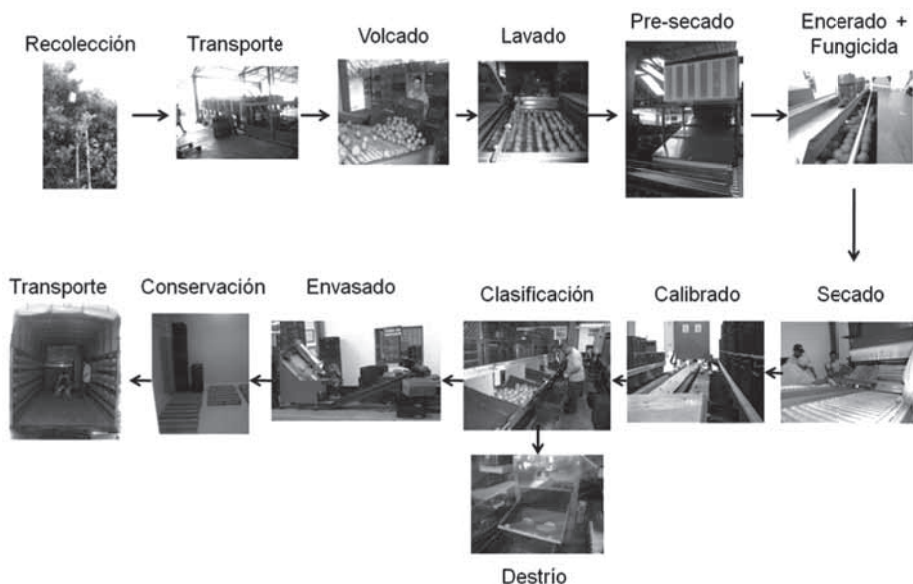 Recolección
Transporte
Volcado
Lavado
Pre-secado
Encerado +
Fungicida
Transporte
Conservación
Envasado
Clasificación
Calibrado
Secado
Destrío